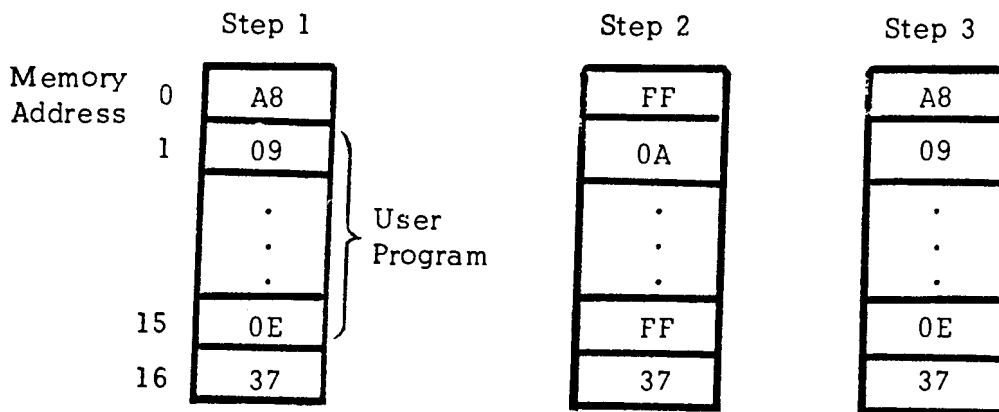 Step 1 Step 2 Step 3
Memory Address
0 A8 FF A8
1 09 0A 09
. . .
. . .
. . .
User Program
15 0E FF 0E
16 37 37 37